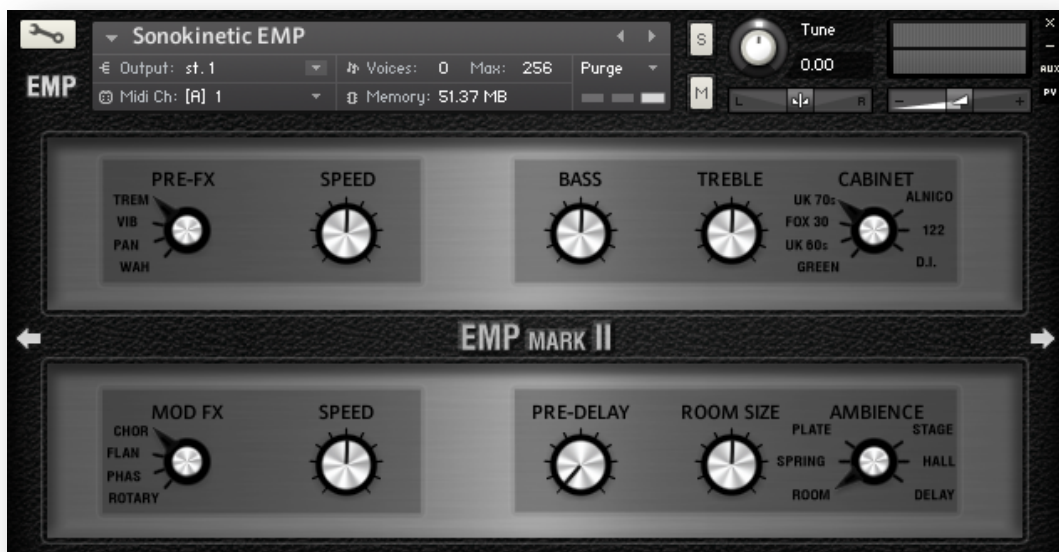 Sonokinetic EMP
S
Tune
0.00
×
–
AUX
PV
EMP
Output: st.1
Voices: 0 Max: 256
Purge
Midi Ch: [A] 1
Memory: 51.37 MB
M
L
R
–
+
PRE-FX
SPEED
BASS
TREBLE
CABINET
TREM
VIB
PAN
WAH
UK 70s
FOX 30
UK 60s
GREEN
ALNICO
122
D.I.
EMP MARK II
MOD FX
SPEED
PRE-DELAY
ROOM SIZE
AMBIENCE
CHOR
FLAN
PHAS
ROTARY
PLATE
SPRING
ROOM
STAGE
HALL
DELAY